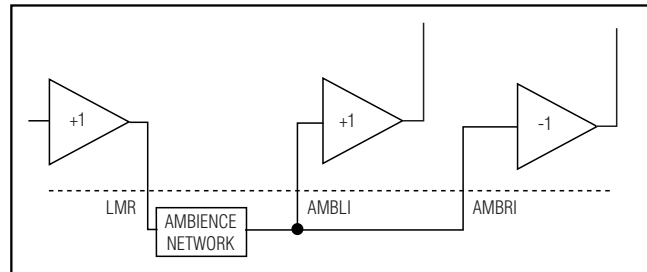 +1
+1
-1
LMR
AMBLI
AMBRI
AMBIENCE
NETWORK